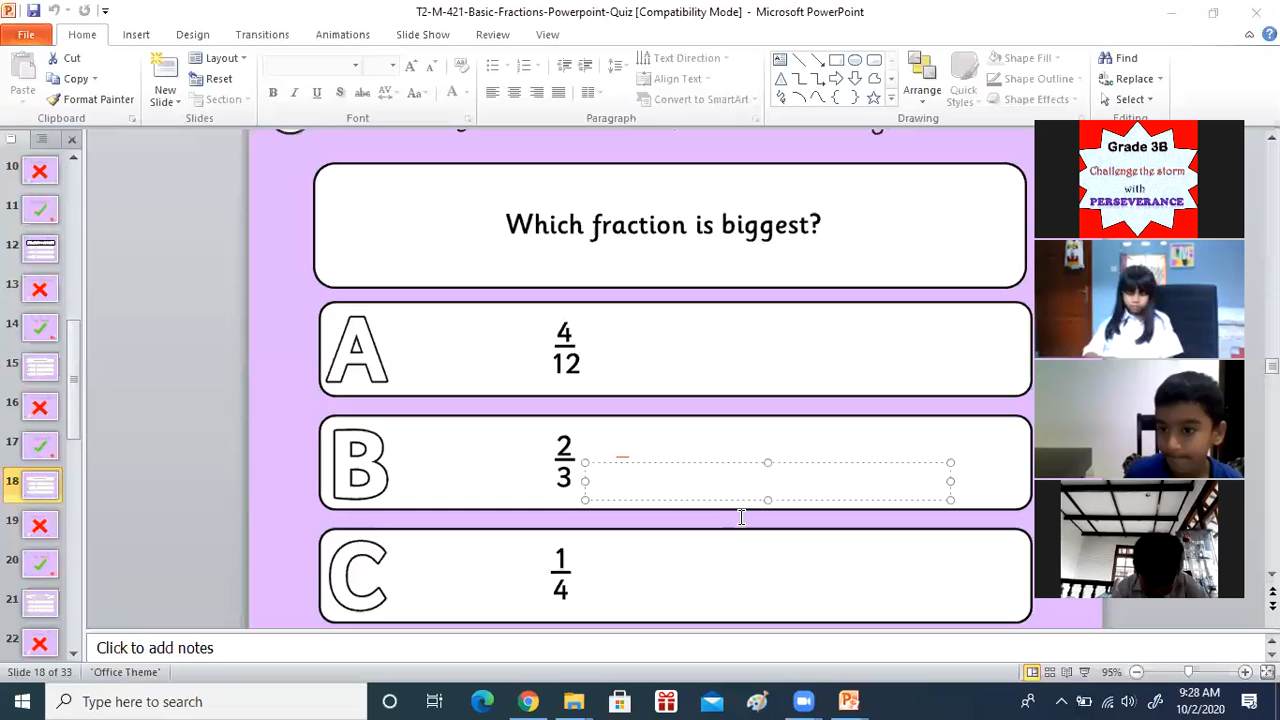 T2-M-421-Basic-Fractions-Powerpoint-Quiz [Compatibility Mode] - Microsoft PowerPoint
File Home Insert Design Transitions Animations Slide Show Review View
Paste
Cut
Copy
Format Painter
Clipboard
New
Slide
Layout
Reset
Section
Slides
B I U S abc AV Aa A
Font
Text Direction
Align Text
Convert to SmartArt
Paragraph
Arrange
Quick
Styles
Shape Fill
Shape Outline
Shape Effects
Drawing
Find
Replace
Select
Editing
10
11
12
13
14
15
16
17
18
19
20
21
22
Which fraction is biggest?
A
4
12
B
2
3
C
1
4
Grade 3B
Challenge the storm
with
PERSEVERANCE
Click to add notes
Slide 18 of 33 "Office Theme" 95%
Type here to search
9:28 AM
10/2/2020